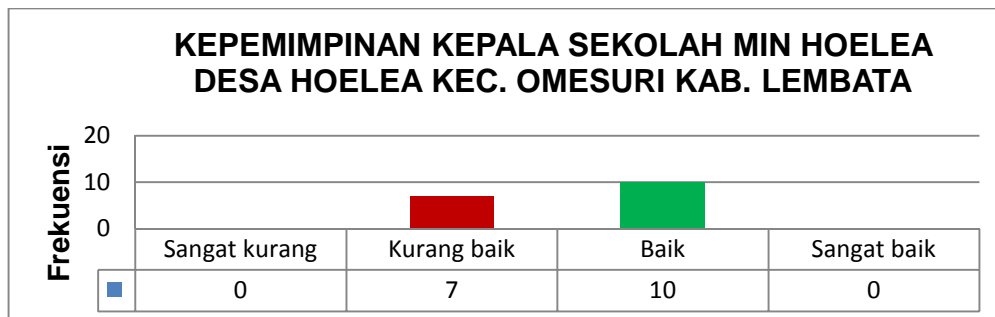 KEPEMIMPINAN KEPALA SEKOLAH MIN HOELEA
DESA HOELEA KEC. OMESURI KAB. LEMBATA
Frekuensi
20
10
0
Sangat kurang Kurang baik Baik Sangat baik
0 7 10 0